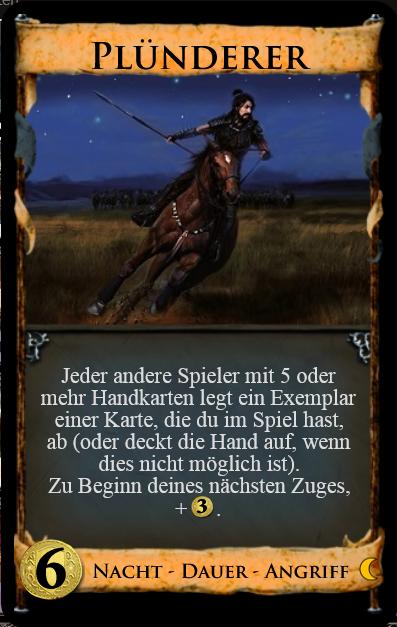 Plünderer
Jeder andere Spieler mit 5 oder
mehr Handkarten legt ein Exemplar
einer Karte, die du im Spiel hast,
ab (oder deckt die Hand auf, wenn
dies nicht möglich ist).
Zu Beginn deines nächsten Zuges,
+ 3 .
6 Nacht - Dauer - Angriff